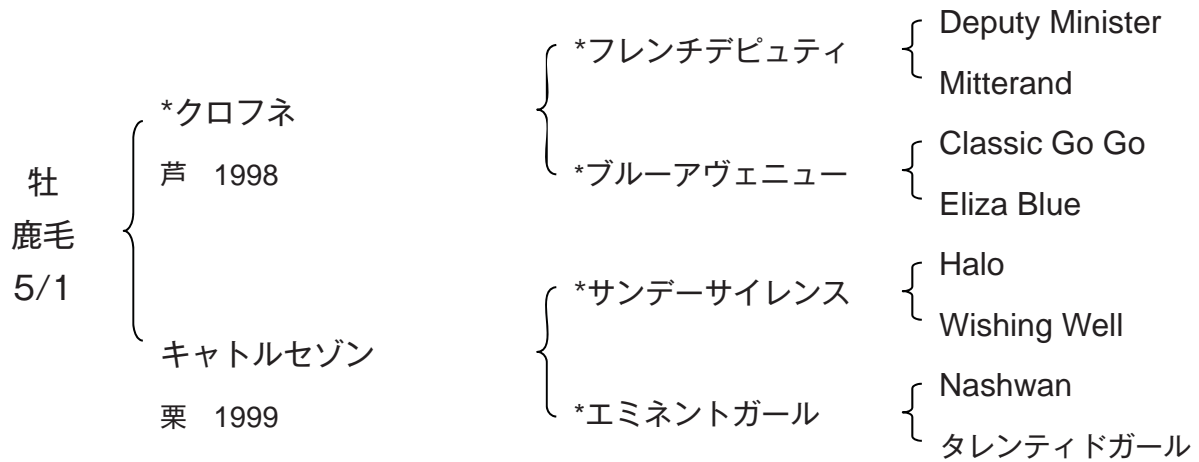 牡
鹿毛
5/1
*クロフネ
芦 1998
キャトルセゾン
栗 1999
*フレンチデピュティ
*ブルーアヴェニュー
*サンデーサイレンス
*エミネントガール
Deputy Minister
Mitterand
Classic Go Go
Eliza Blue
Halo
Wishing Well
Nashwan
タレンティドガール